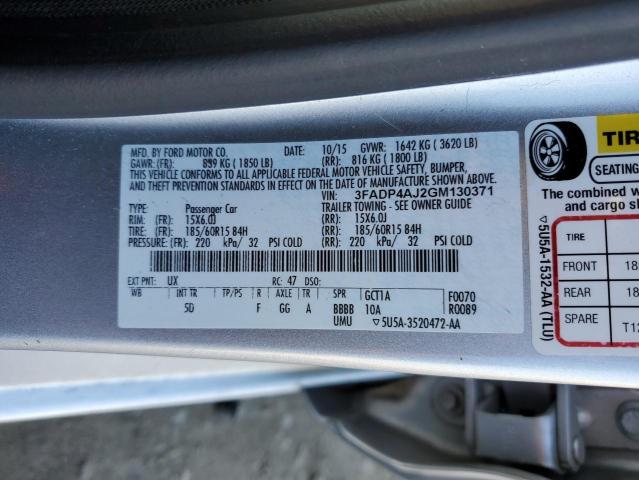 MFD. BY FORD MOTOR CO. DATE: 10/15 GVWR: 1642 KG ( 3620 LB)
GAWR: (FR): 839 KG ( 1850 LB) (RR): 816 KG ( 1800 LB)
THIS VEHICLE CONFORMS TO ALL APPLICABLE FEDERAL MOTOR VEHICLE SAFETY, BUMPER,
AND THEFT PREVENTION STANDARDS IN EFFECT ON THE DATE OF MANUFACTURE SHOWN ABOVE.
VIN: 3FADP4AJ2GM130371
TYPE: Passenger Car TRAILER TOWING - SEE OWNER GUIDE
RIM: (FR): 15X6.0J (RR): 15X6.0J
TIRE: (FR): 185/60R15 84H (RR): 185/60R15 84H
PRESSURE: (FR): 220 kPa/ 32 PSI COLD (RR): 220 kPa/ 32 PSI COLD
EXT PNT: UX RC: 47 DSO:
WB INT TR TP/PS R AXLE TR SPR GCT1A F0070
5D F GG A BBBB 10A R0089
UMU ▽5U5A-3520472-AA
TIR
SEATING
The combined w
and cargo sh
TIRE
FRONT 18
REAR 18
SPARE T12
▽5U5A-1532-AA (TLU)